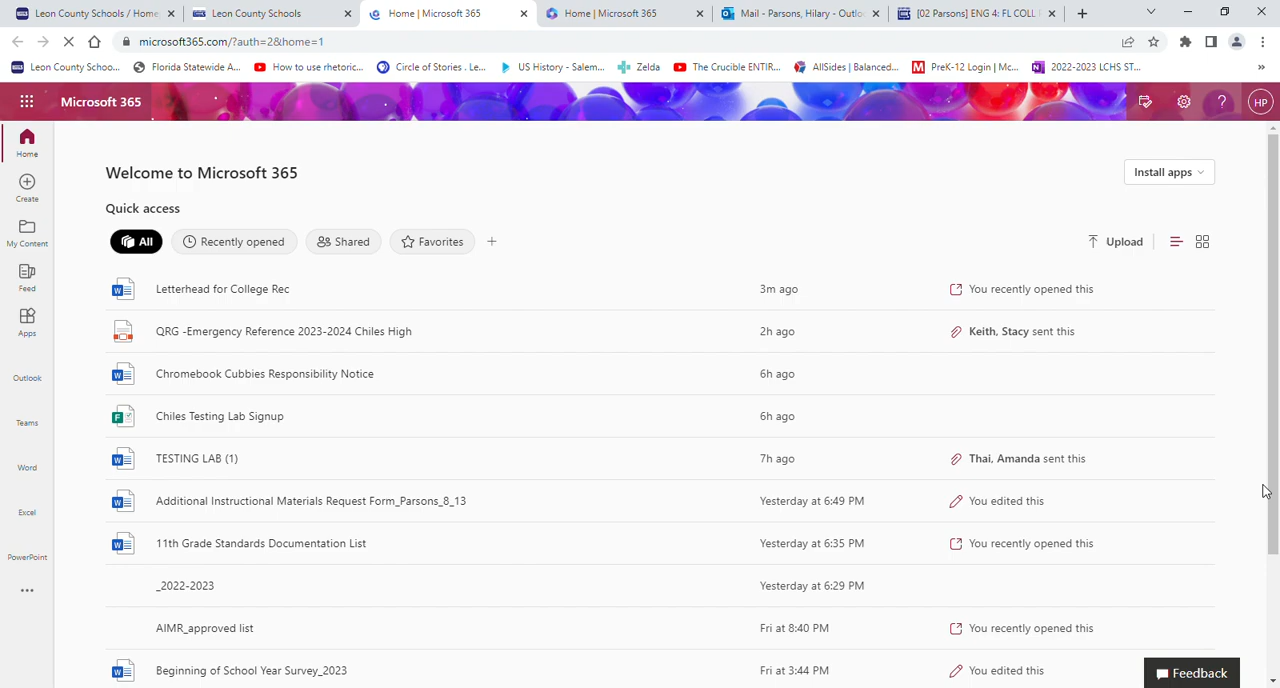 Leon County Schools / Home
Leon County Schools
Home | Microsoft 365
Home | Microsoft 365
Mail - Parsons, Hilary - Outlo
[02 Parsons] ENG 4: FL COLL
microsoft365.com/?auth=2&home=1
Leon County Schoo...
Florida Statewide A...
How to use rhetoric...
Circle of Stories . Le...
US History - Salem...
Zelda
The Crucible ENTIR...
AllSides | Balanced...
PreK-12 Login | Mc...
2022-2023 LCHS ST...
»
Microsoft 365
?
HP
Home
Create
My Content
Feed
Apps
Outlook
Teams
Word
Excel
PowerPoint
Welcome to Microsoft 365
Install apps
Quick access
All
Recently opened
Shared
Favorites
+
Upload
Letterhead for College Rec 3m ago You recently opened this
QRG -Emergency Reference 2023-2024 Chiles High 2h ago Keith, Stacy sent this
Chromebook Cubbies Responsibility Notice 6h ago
Chiles Testing Lab Signup 6h ago
TESTING LAB (1) 7h ago Thai, Amanda sent this
Additional Instructional Materials Request Form_Parsons_8_13 Yesterday at 6:49 PM You edited this
11th Grade Standards Documentation List Yesterday at 6:35 PM You recently opened this
_2022-2023 Yesterday at 6:29 PM
AIMR_approved list Fri at 8:40 PM You recently opened this
Beginning of School Year Survey_2023 Fri at 3:44 PM You edited this
Feedback